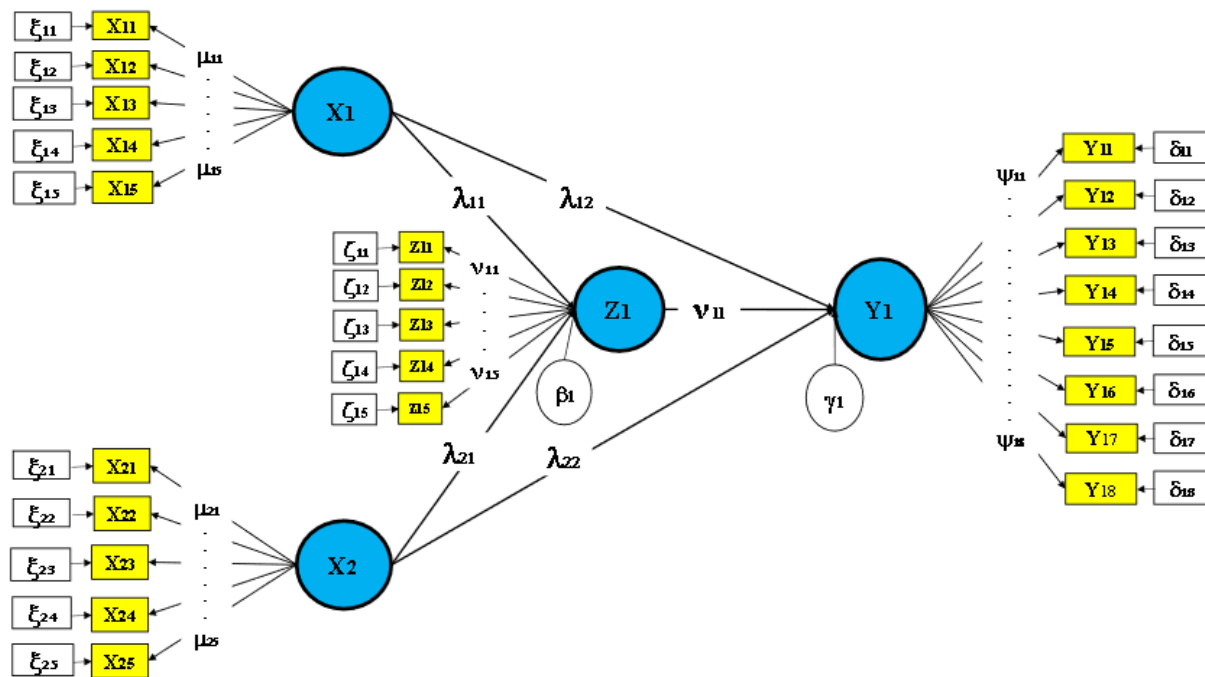 ξ11 X11
μ11
ξ12 X12
ξ13 X13
ξ14 X14
μ15
ξ15 X15
X1
λ11 λ12
ζ11 Z11
ν11
ζ12 Z12
ζ13 Z13
ζ14 Z14
ν15
ζ15 Z15
Z1
β1
ν11
Y1
γ1
Y11 δ11
ψ11
Y12 δ12
Y13 δ13
Y14 δ14
Y15 δ15
Y16 δ16
Y17 δ17
ψ18
Y18 δ18
λ21 λ22
ξ21 X21
μ21
ξ22 X22
ξ23 X23
ξ24 X24
μ25
ξ25 X25
X2